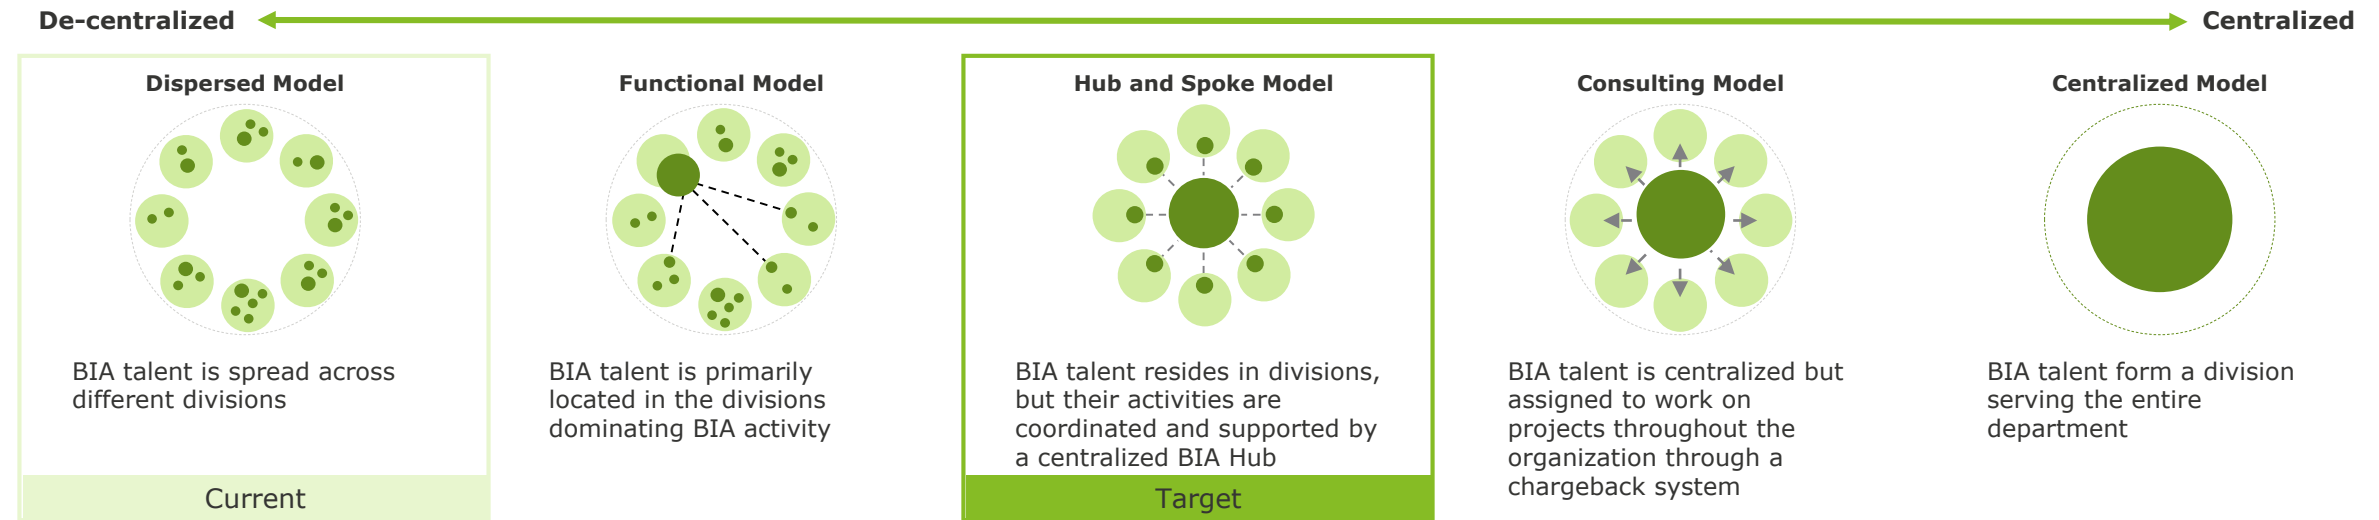 De-centralized
Centralized
Dispersed Model
BIA talent is spread across
different divisions
Current
Functional Model
BIA talent is primarily
located in the divisions
dominating BIA activity
Hub and Spoke Model
BIA talent resides in divisions,
but their activities are
coordinated and supported by
a centralized BIA Hub
Target
Consulting Model
BIA talent is centralized but
assigned to work on
projects throughout the
organization through a
chargeback system
Centralized Model
BIA talent form a division
serving the entire
department